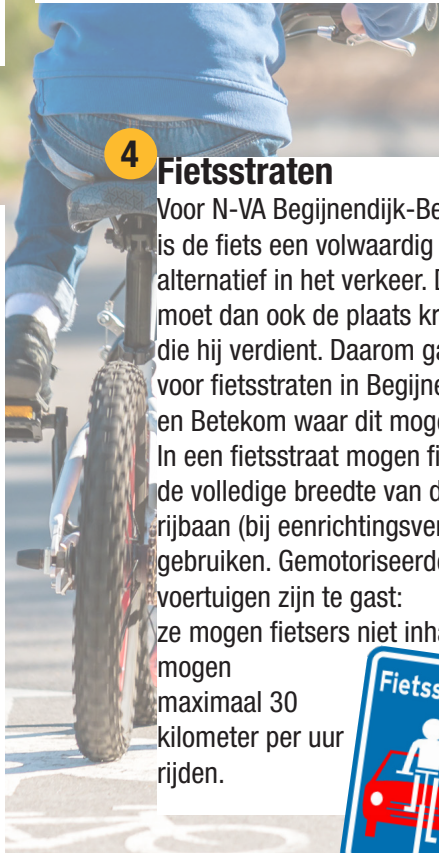 4
Fietsstraten
Voor N-VA Begijnendijk-Be
is de fiets een volwaardig
alternatief in het verkeer. D
moet dan ook de plaats kr
die hij verdient. Daarom ga
voor fietsstraten in Begijne
en Betekom waar dit moge
In een fietsstraat mogen fi
de volledige breedte van d
rijbaan (bij eenrichtingsver
gebruiken. Gemotoriseerde
voertuigen zijn te gast:
ze mogen fietsers niet inha
mogen
maximaal 30
kilometer per uur
rijden.
Fietss